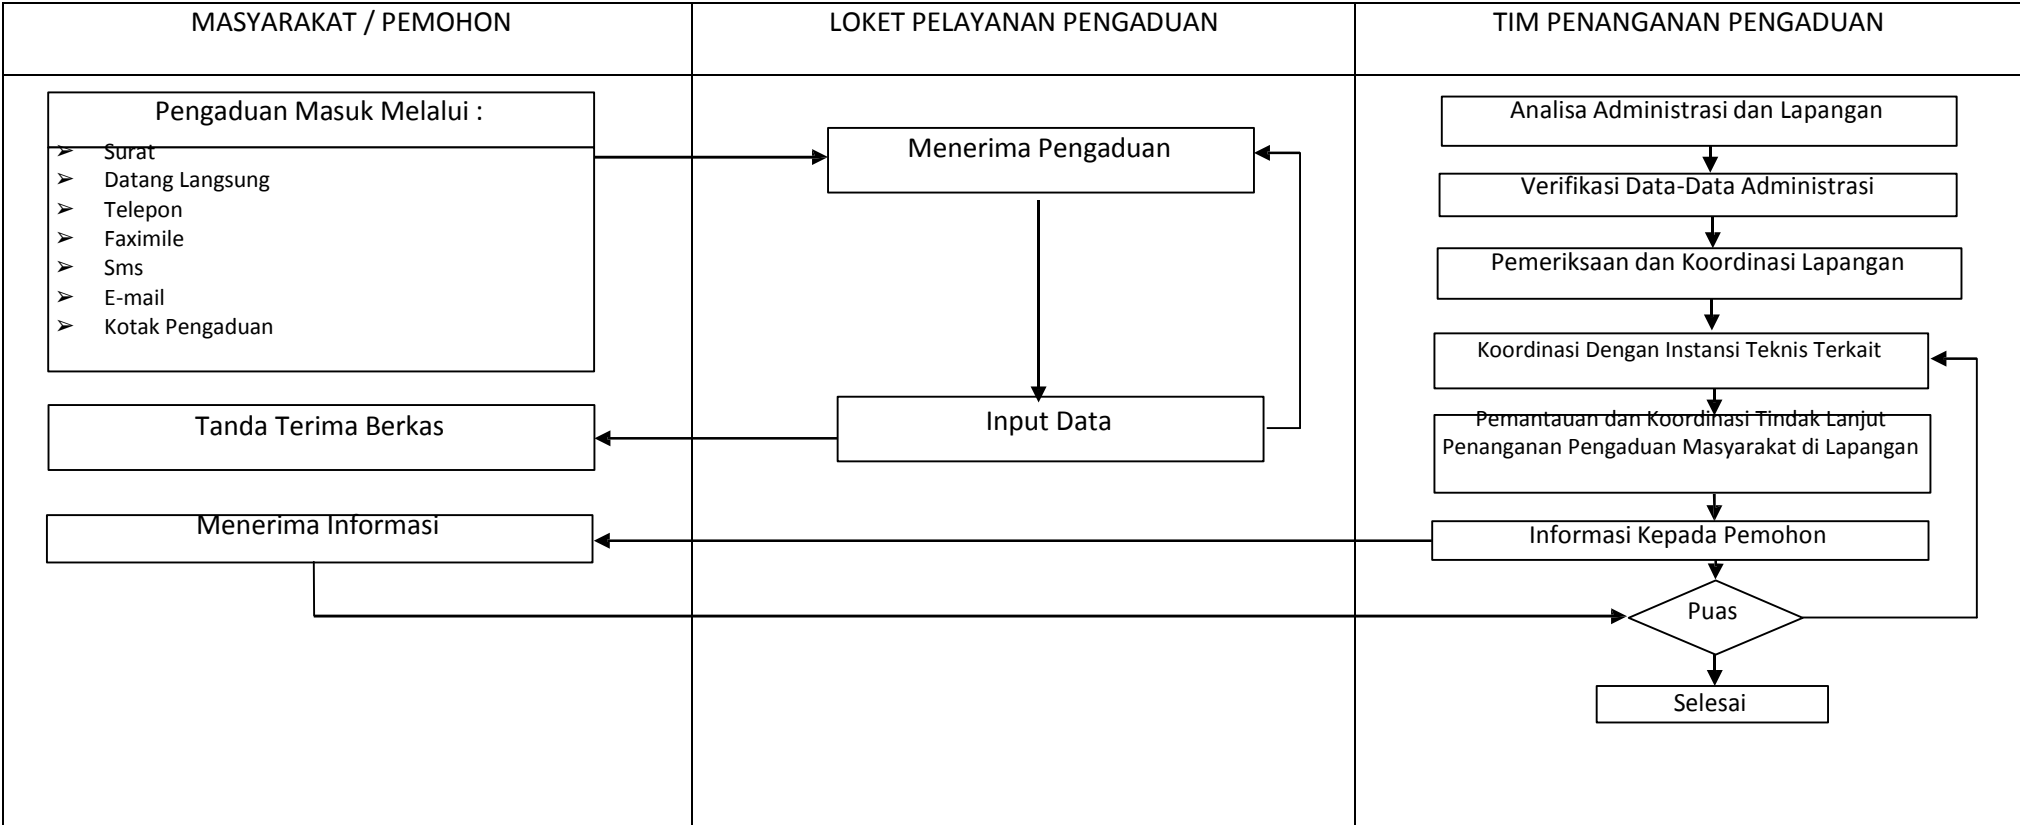 MASYARAKAT / PEMOHON
LOKET PELAYANAN PENGADUAN
TIM PENANGANAN PENGADUAN
Pengaduan Masuk Melalui :
➢ Surat
➢ Datang Langsung
➢ Telepon
➢ Faximile
➢ Sms
➢ E-mail
➢ Kotak Pengaduan
Tanda Terima Berkas
Menerima Informasi
Menerima Pengaduan
Input Data
Analisa Administrasi dan Lapangan
Verifikasi Data-Data Administrasi
Pemeriksaan dan Koordinasi Lapangan
Koordinasi Dengan Instansi Teknis Terkait
Pemantauan dan Koordinasi Tindak Lanjut
Penanganan Pengaduan Masyarakat di Lapangan
Informasi Kepada Pemohon
Puas
Selesai